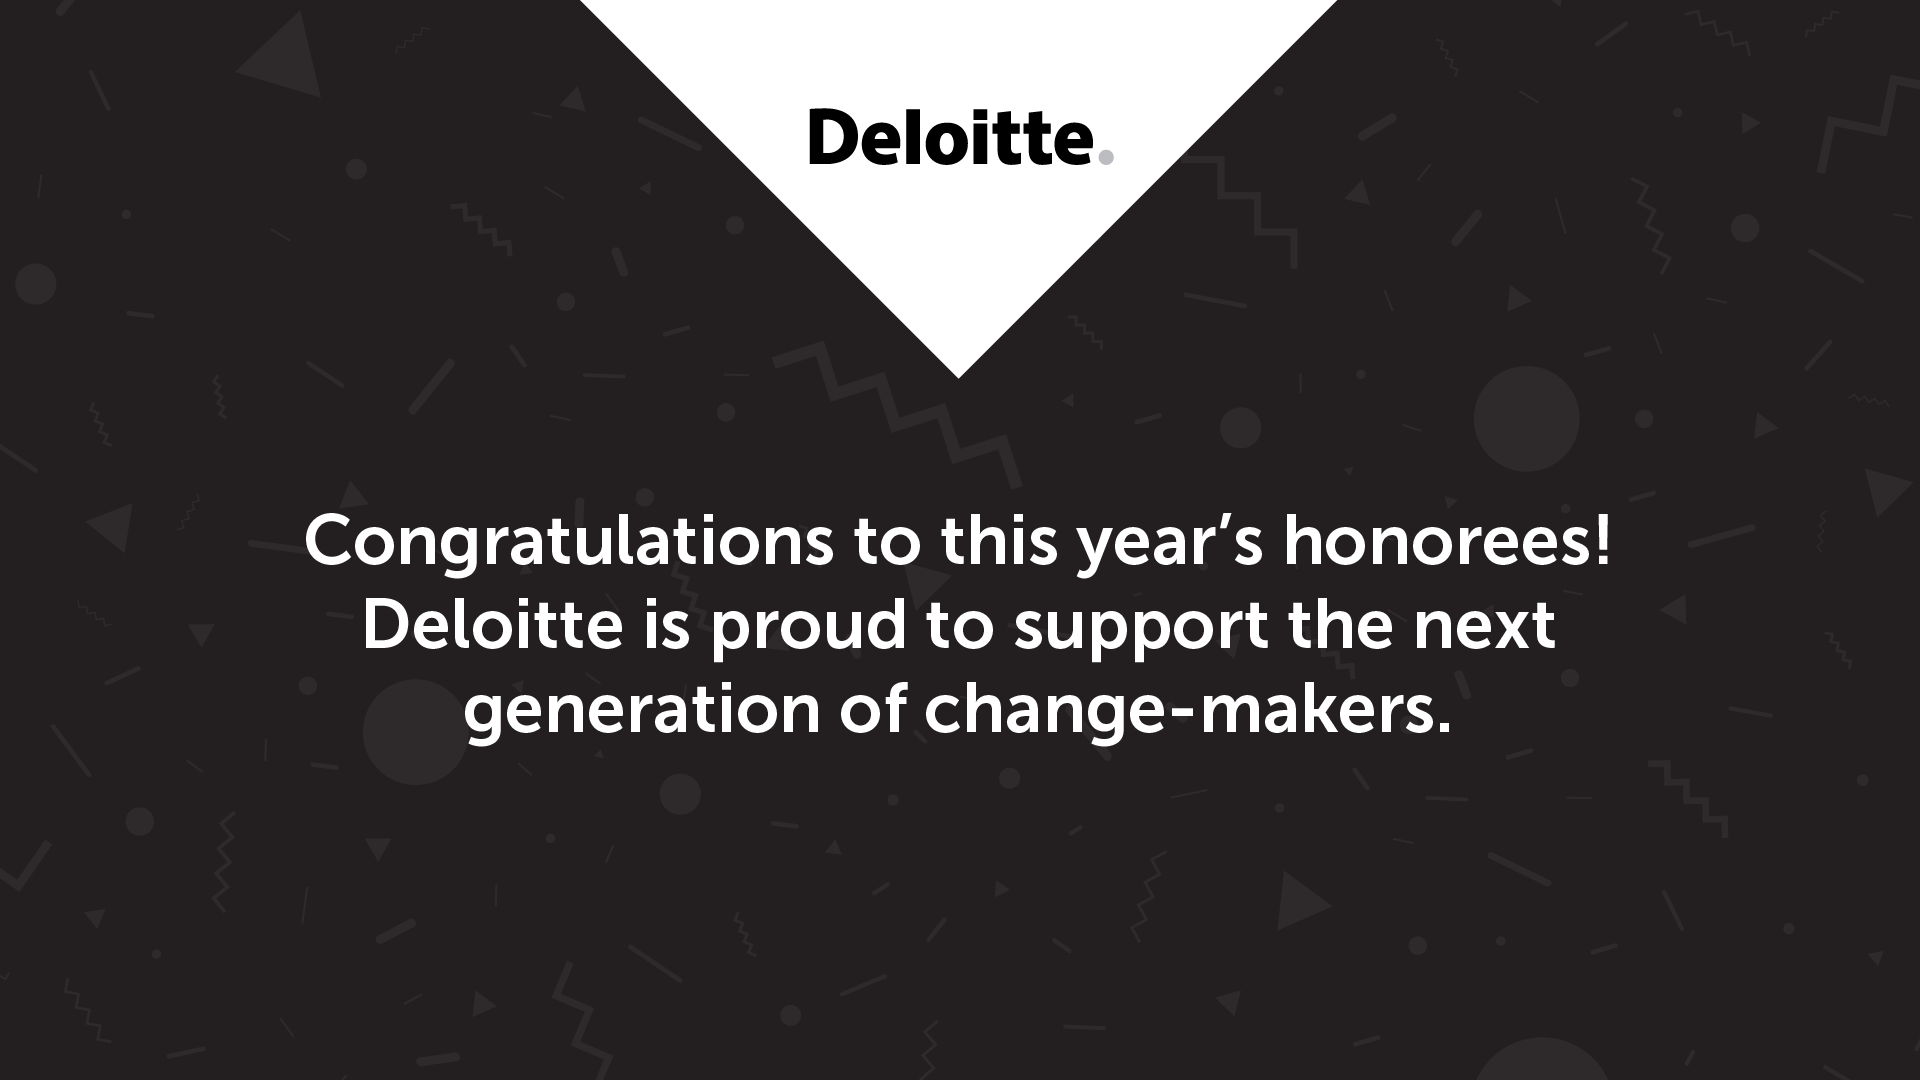 Deloitte.
Congratulations to this year’s honorees!
Deloitte is proud to support the next
generation of change-makers.